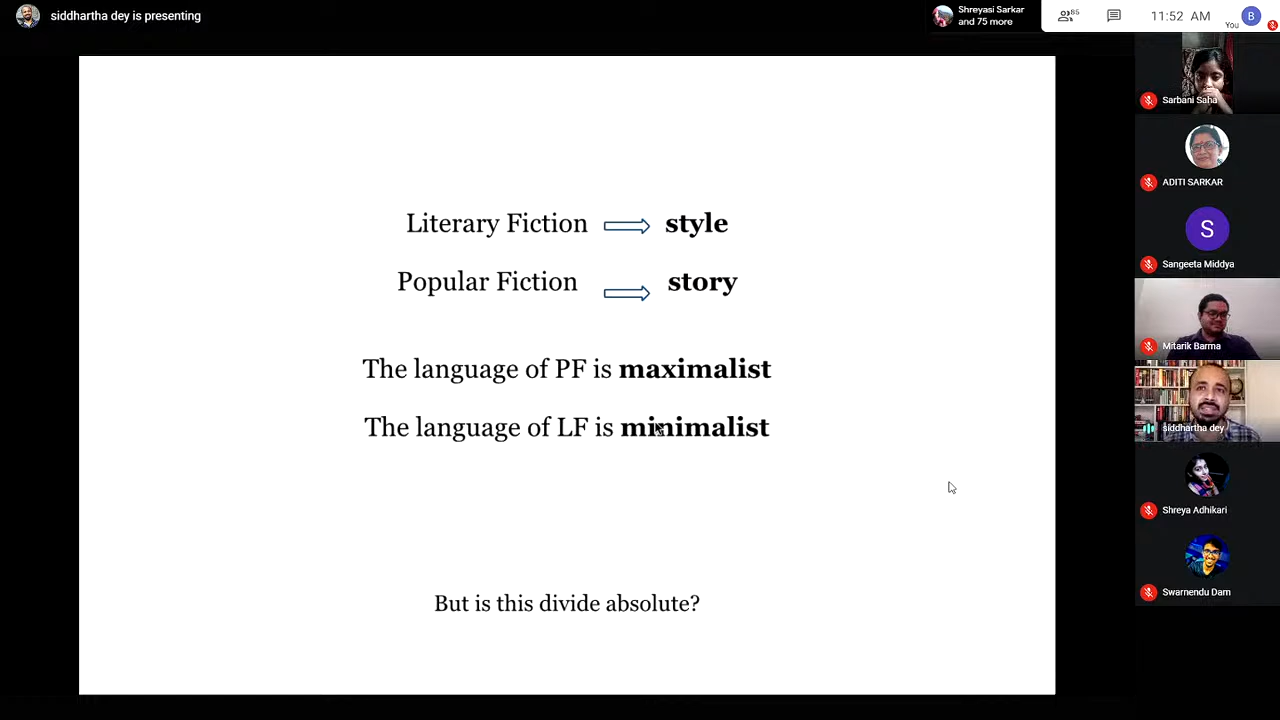 siddhartha dey is presenting
Shreyasi Sarkar
and 75 more
85
11:52 AM
You
B
Literary Fiction style
Popular Fiction story
The language of PF is maximalist
The language of LF is minimalist
But is this divide absolute?
Sarbani Saha
ADITI SARKAR
S
Sangeeta Middya
Mitarik Barma
siddhartha dey
Shreya Adhikari
Swarnendu Dam